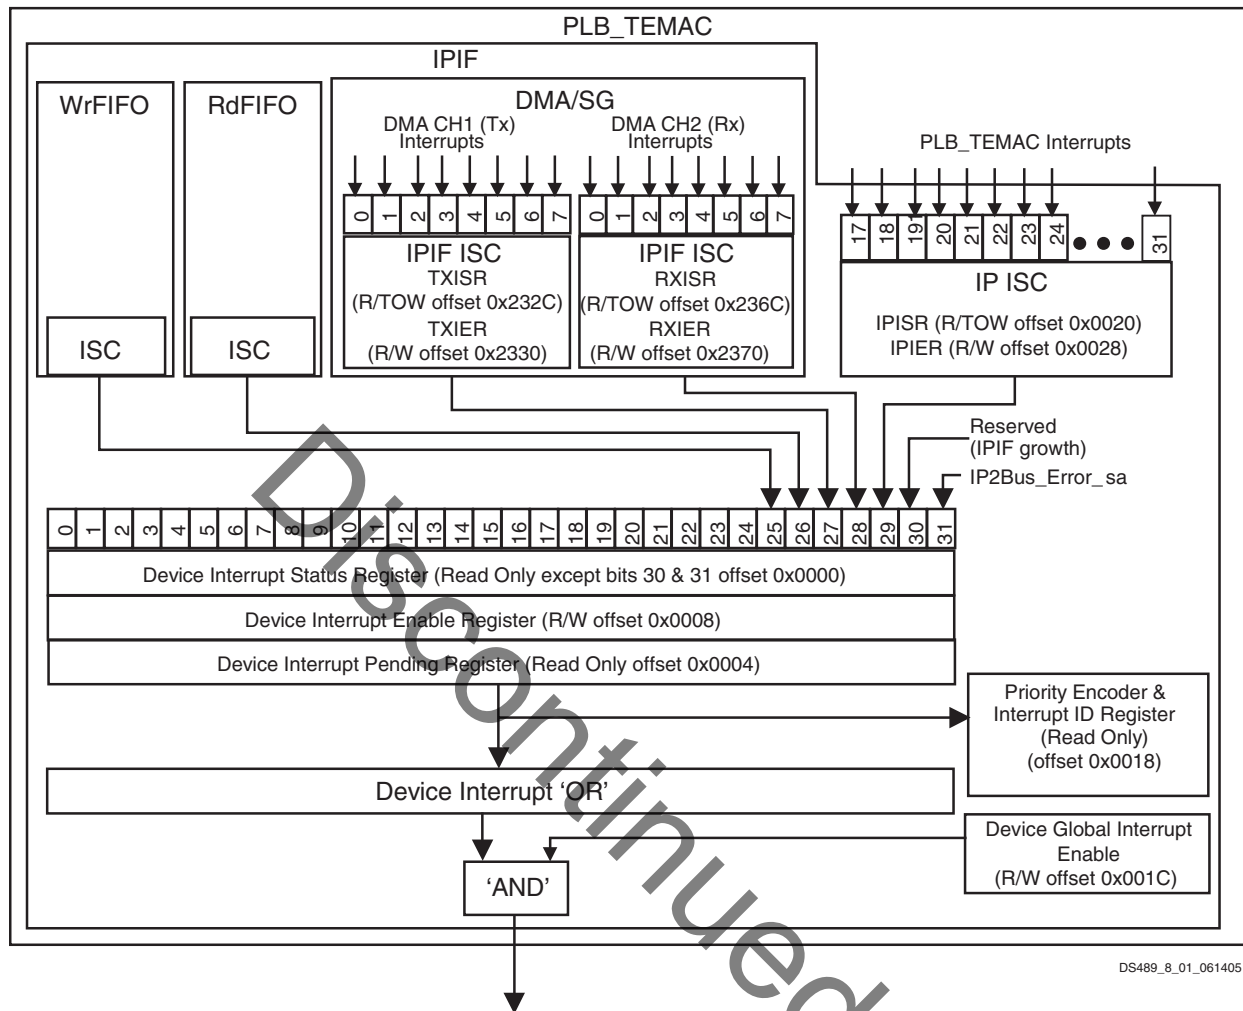 PLB_TEMAC
IPIF
WrFIFO
RdFIFO
DMA/SG
DMA CH1 (Tx)
Interrupts
DMA CH2 (Rx)
Interrupts
PLB_TEMAC Interrupts
0 1 2 3 4 5 6 7
0 1 2 3 4 5 6 7
17 18 191 20 21 22 23 24 ● ● ● 31
IPIF ISC
TXISR
(R/TOW offset 0x232C)
TXIER
(R/W offset 0x2330)
IPIF ISC
RXISR
(R/TOW offset 0x236C)
RXIER
(R/W offset 0x2370)
IP ISC
IPISR (R/TOW offset 0x0020)
IPIER (R/W offset 0x0028)
ISC
ISC
Reserved
(IPIF growth)
IP2Bus_Error_sa
0 1 2 3 4 5 6 7 8 9 10 11 12 13 14 15 16 17 18 19 20 21 22 23 24 25 26 27 28 29 30 31
Device Interrupt Status Register (Read Only except bits 30 & 31 offset 0x0000)
Device Interrupt Enable Register (R/W offset 0x0008)
Device Interrupt Pending Register (Read Only offset 0x0004)
Priority Encoder &
Interrupt ID Register
(Read Only)
(offset 0x0018)
Device Interrupt 'OR'
Device Global Interrupt
Enable
(R/W offset 0x001C)
'AND'
Discontinued
DS489_8_01_061405